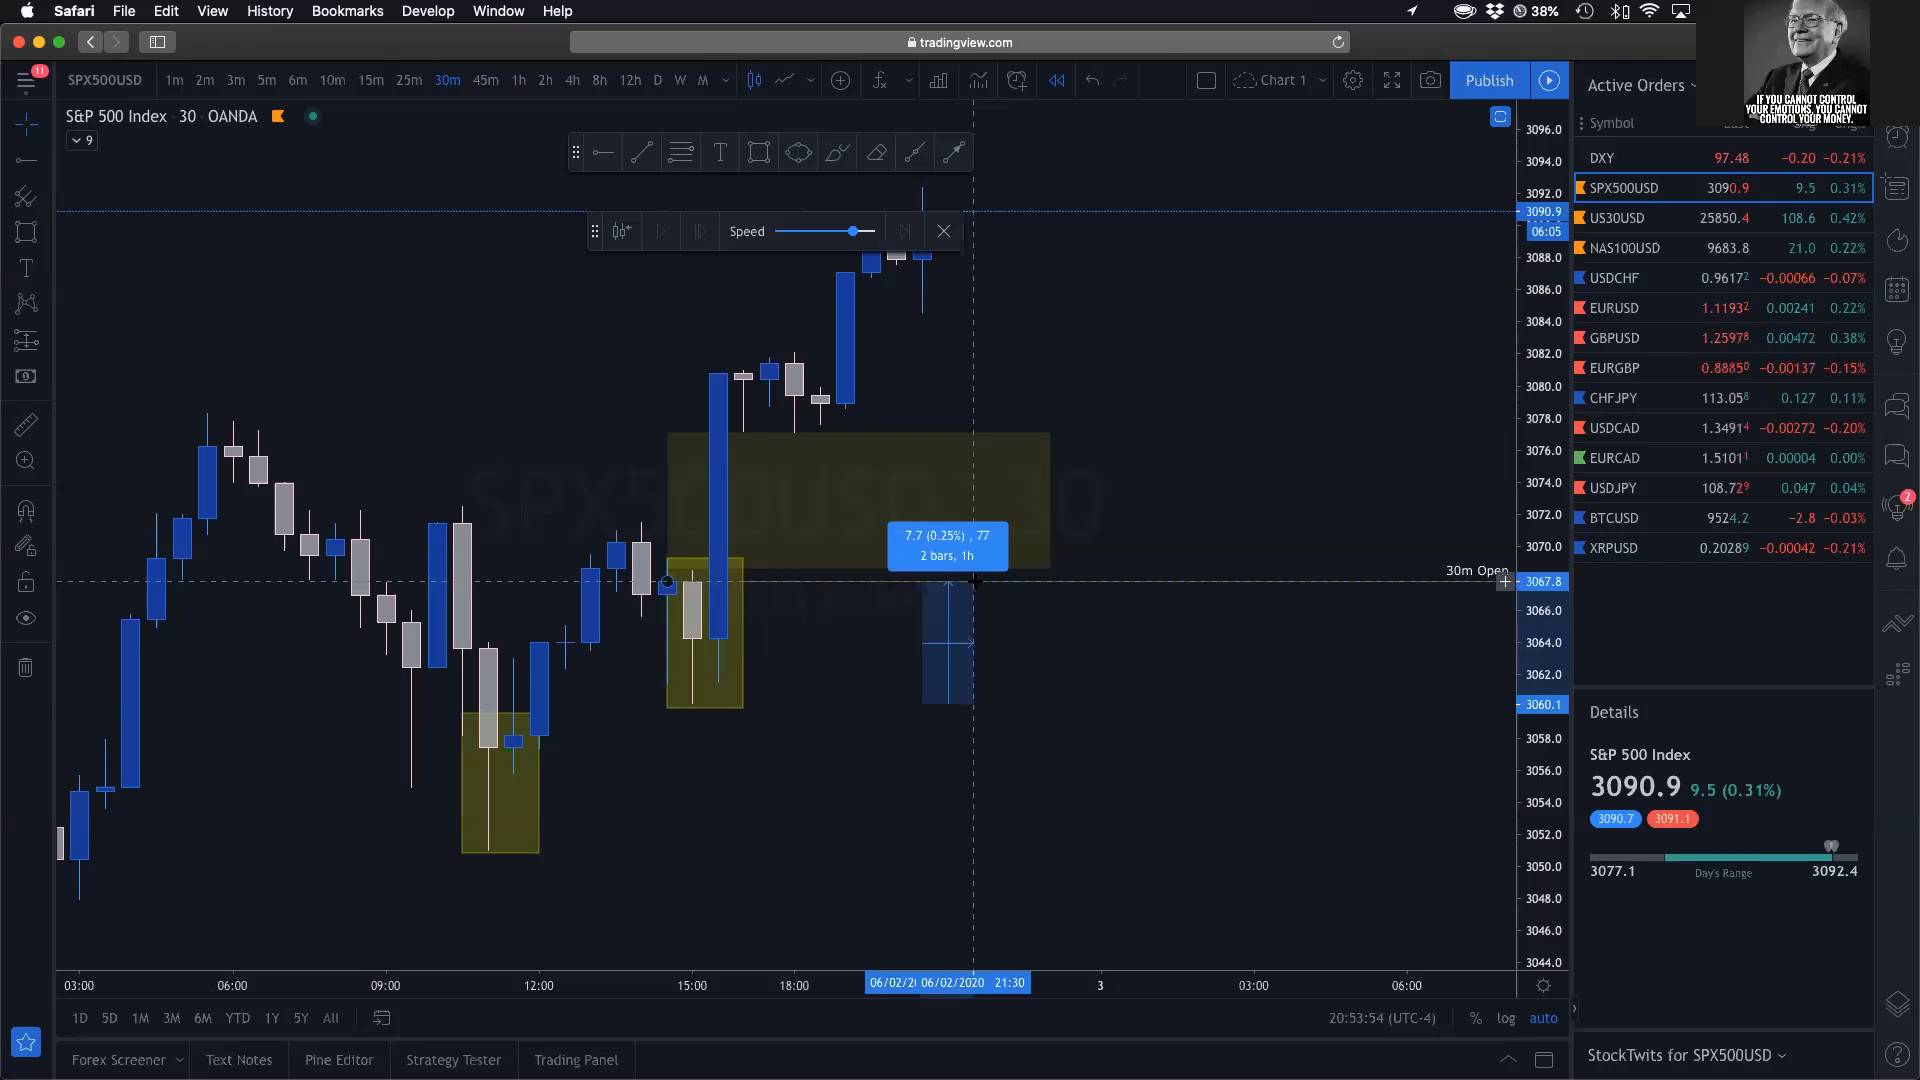 Safari File Edit View History Bookmarks Develop Window Help
38%
tradingview.com
IF YOU CANNOT CONTROL
YOUR EMOTIONS, YOU CANNOT
CONTROL YOUR MONEY.
11
SPX500USD 1m 2m 3m 5m 6m 10m 15m 25m 30m 45m 1h 2h 4h 8h 12h D W M
Chart 1
Publish
Active Orders
S&P 500 Index · 30 OANDA
9
Symbol
Speed
DXY 97.48 −0.20 −0.21%
SPX500USD 3090.9 9.5 0.31%
US30USD 25850.4 108.6 0.42%
NAS100USD 9683.8 21.0 0.22%
USDCHF 0.96172 −0.00066 −0.07%
EURUSD 1.11932 0.00241 0.22%
GBPUSD 1.25978 0.00472 0.38%
EURGBP 0.88850 −0.00137 −0.15%
CHFJPY 113.058 0.127 0.11%
USDCAD 1.34914 −0.00272 −0.20%
EURCAD 1.51011 0.00004 0.00%
USDJPY 108.729 0.047 0.04%
BTCUSD 9524.2 −2.8 −0.03%
XRPUSD 0.20289 −0.00042 −0.21%
2
3096.0
3094.0
3092.0
3090.9
06:05
3088.0
3086.0
3084.0
3082.0
3080.0
3078.0
3076.0
3074.0
3072.0
3070.0
3067.8
3066.0
3064.0
3062.0
3060.1
3058.0
3056.0
3054.0
3052.0
3050.0
3048.0
3046.0
3044.0
SPX500USD, 30
7.7 (0.25%) , 77
2 bars, 1h
30m Open
Details
S&P 500 Index
3090.9 9.5 (0.31%)
3090.7 3091.1
3077.1 Day's Range 3092.4
03:00 06:00 09:00 12:00 15:00 18:00 06/02/2 06/02/2020 21:30 3 03:00 06:00
1D 5D 1M 3M 6M YTD 1Y 5Y All
20:53:54 (UTC-4) % log auto
Forex Screener Text Notes Pine Editor Strategy Tester Trading Panel
StockTwits for SPX500USD